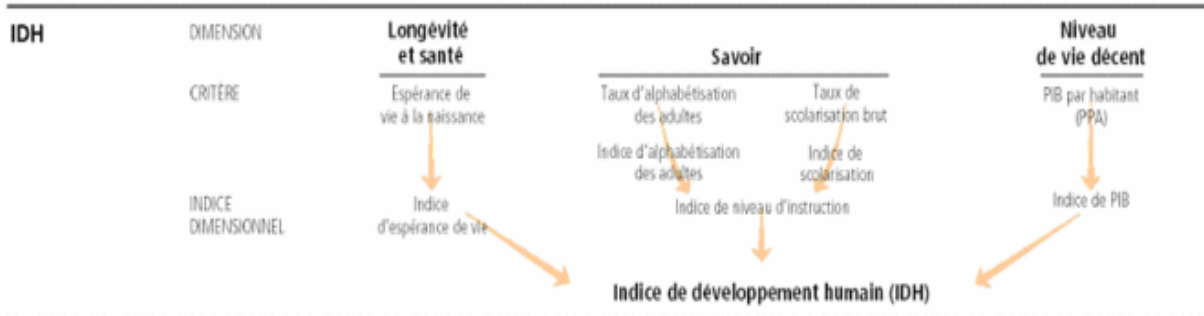 IDH
DIMENSION
Longévité
et santé
Savoir
Niveau
de vie décent
CRITÈRE
Espérance de
vie à la naissance
Taux d'alphabétisation
des adultes
Taux de
scolarisation brut
PIB par habitant
(PPA)
Indice d'alphabétisation
des adultes
Indice de
scolarisation
INDICE
DIMENSIONNEL
Indice
d'espérance de vie
Indice de niveau d'instruction
Indice de PIB
Indice de développement humain (IDH)